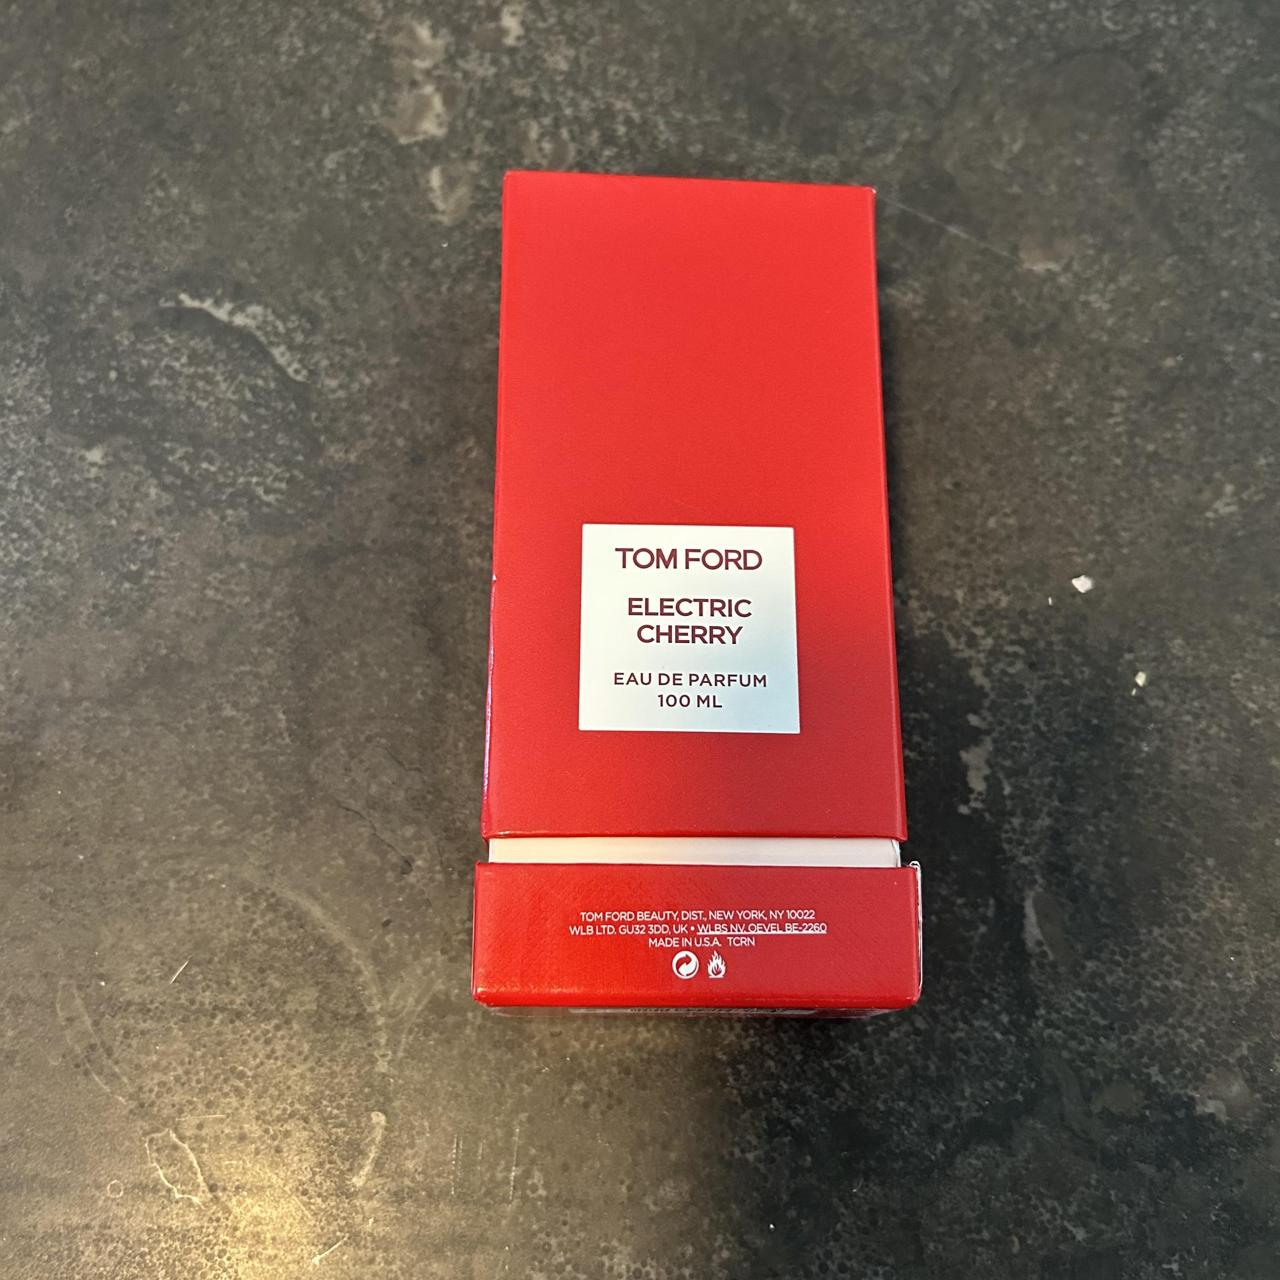 TOM FORD
ELECTRIC
CHERRY
EAU DE PARFUM
100 ML
TOM FORD BEAUTY, DIST., NEW YORK, NY 10022
WLB LTD. GU32 3DD, UK • WLBS NV. OEVEL BE-2260
MADE IN U.S.A. TCRN